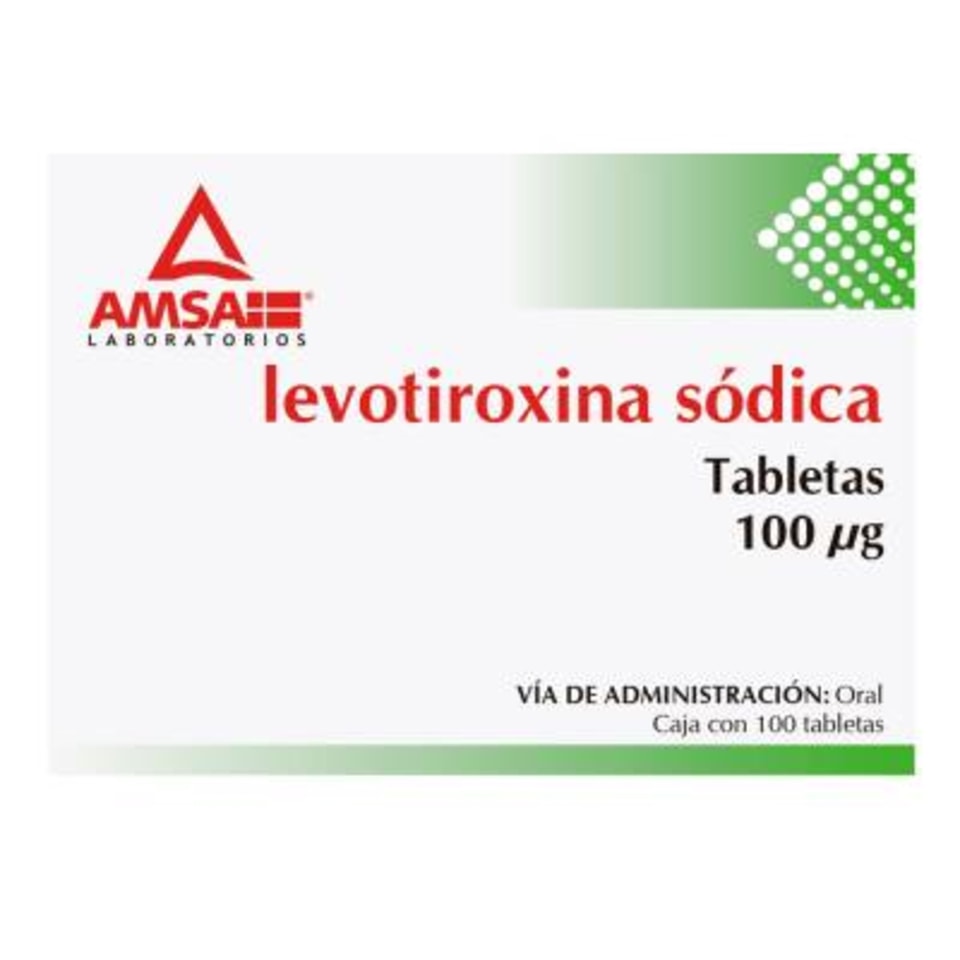 AMSA®
LABORATORIOS
levotiroxina sódica
Tabletas
100 µg
VÍA DE ADMINISTRACIÓN: Oral
Caja con 100 tabletas